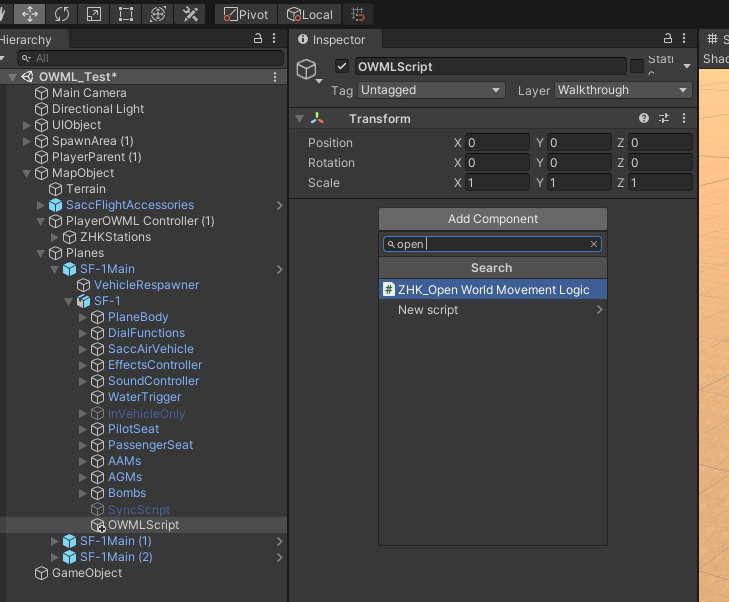 Pivot
Local
Hierarchy
All
OWML_Test*
Main Camera
Directional Light
UIObject
SpawnArea (1)
PlayerParent (1)
MapObject
Terrain
SaccFlightAccessories
PlayerOWML Controller (1)
ZHKStations
Planes
SF-1Main
VehicleRespawner
SF-1
PlaneBody
DialFunctions
SaccAirVehicle
EffectsController
SoundController
WaterTrigger
InVehicleOnly
PilotSeat
PassengerSeat
AAMs
AGMs
Bombs
SyncScript
OWMLScript
SF-1Main (1)
SF-1Main (2)
GameObject
Inspector
OWMLScript
Stati
c
Tag Untagged
Layer Walkthrough
Transform
Position X 0 Y 0 Z 0
Rotation X 0 Y 0 Z 0
Scale X 1 Y 1 Z 1
Add Component
open
Search
# ZHK_Open World Movement Logic
New script
# S
Shad